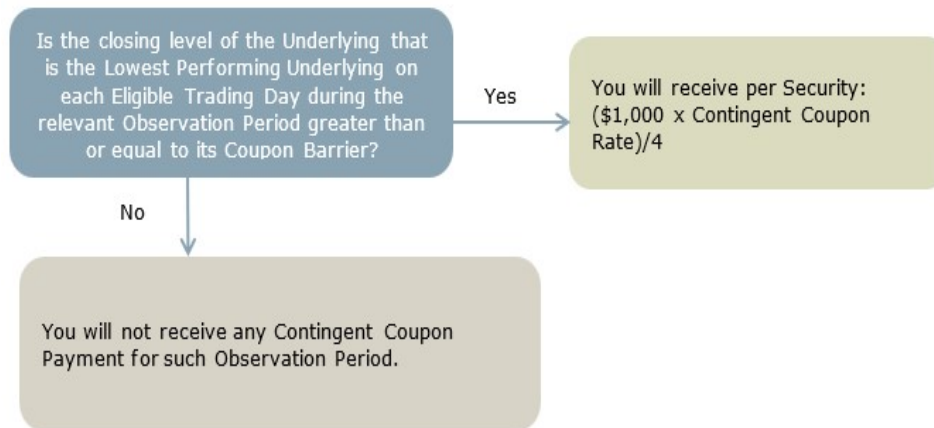 Is the closing level of the Underlying that
is the Lowest Performing Underlying on
each Eligible Trading Day during the
relevant Observation Period greater than
or equal to its Coupon Barrier?
Yes
You will receive per Security:
($1,000 x Contingent Coupon
Rate)/4
No
You will not receive any Contingent Coupon
Payment for such Observation Period.